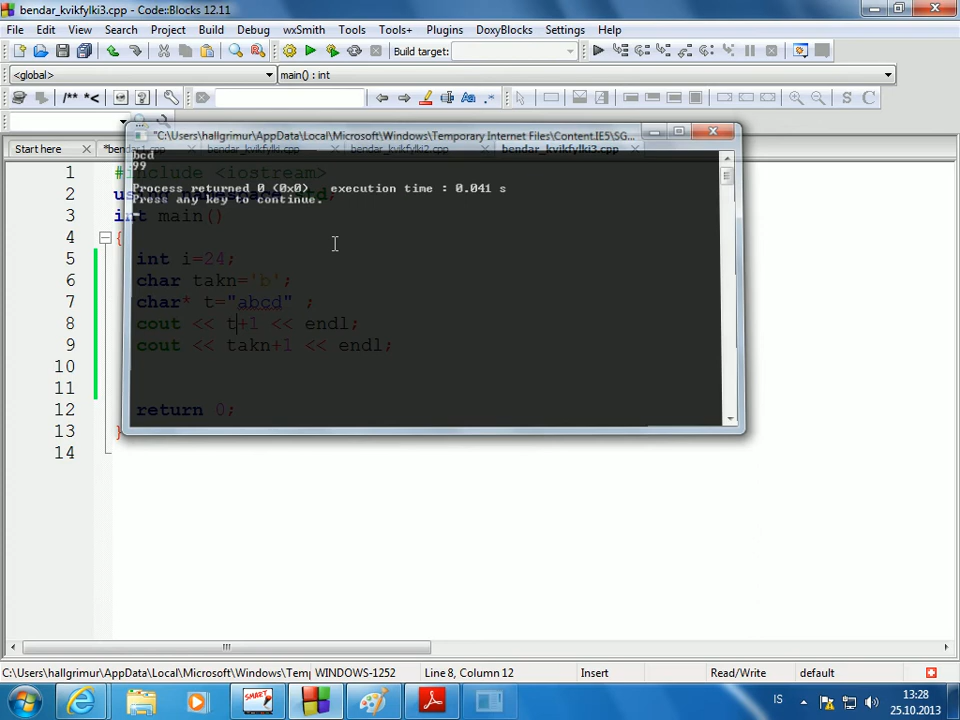 bendar_kvikfylki3.cpp - Code::Blocks 12.11
File Edit View Search Project Build Debug wxSmith Tools Tools+ Plugins DoxyBlocks Settings Help
Build target:
<global> main() : int
/** *<
Aa .* S C
"C:\Users\hallgrimur\AppData\Local\Microsoft\Windows\Temporary Internet Files\Content.IE5\SG...
Start here *bendar1.cpp bendar_kvikfylki.cpp bendar_kvikfylki2.cpp bendar_kvikfylki3.cpp
bcd
99
Process returned 0 (0x0) execution time : 0.041 s
Press any key to continue.
1 #include <iostream>
2 using namespace std;
3 int main()
4 {
5 int i=24;
6 char takn='b';
7 char* t="abcd" ;
8 cout << t+1 << endl;
9 cout << takn+1 << endl;
10
11
12 return 0;
13 }
14
C:\Users\hallgrimur\AppData\Local\Microsoft\Windows\Temp WINDOWS-1252 Line 8, Column 12 Insert Read/Write default
SMART
IS 13:28
25.10.2013